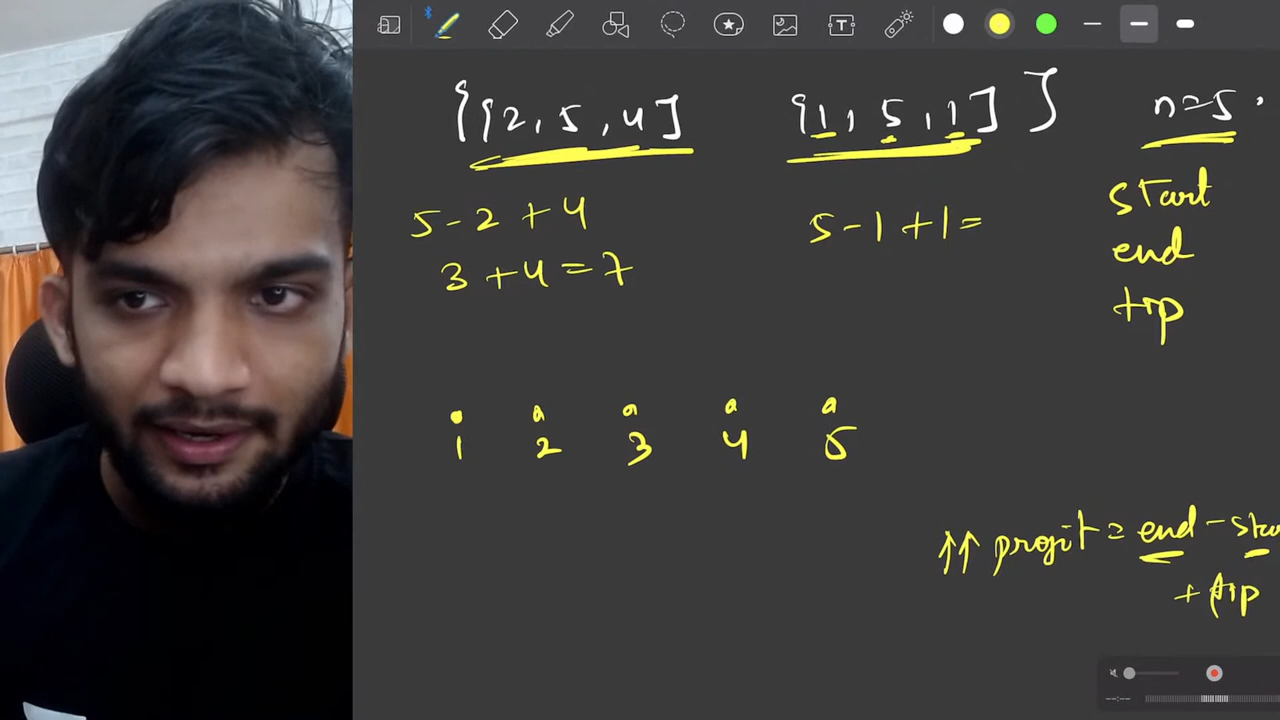 {[2,5,4] [1,5,1]} n=5.
5-2+4
3+4=7
5-1+1=
start
end
tip
1 2 3 4 5
↑↑ profit = end - sta
+ tip